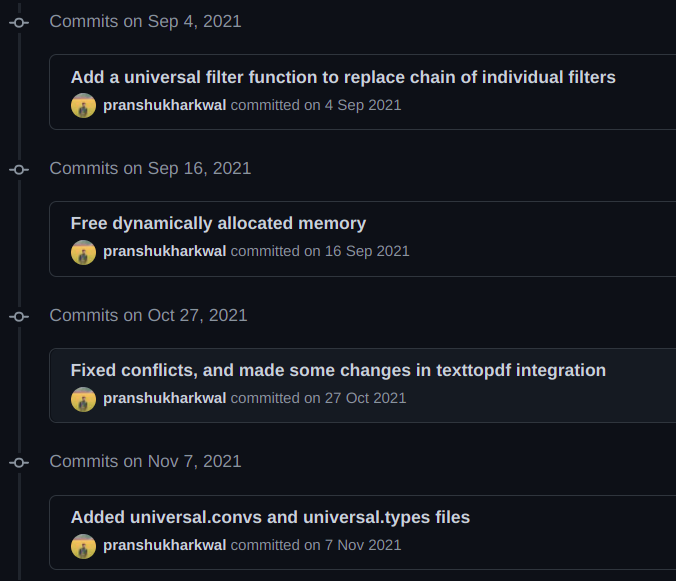 Commits on Sep 4, 2021
Add a universal filter function to replace chain of individual filters
pranshukharkwal committed on 4 Sep 2021
Commits on Sep 16, 2021
Free dynamically allocated memory
pranshukharkwal committed on 16 Sep 2021
Commits on Oct 27, 2021
Fixed conflicts, and made some changes in texttopdf integration
pranshukharkwal committed on 27 Oct 2021
Commits on Nov 7, 2021
Added universal.convs and universal.types files
pranshukharkwal committed on 7 Nov 2021